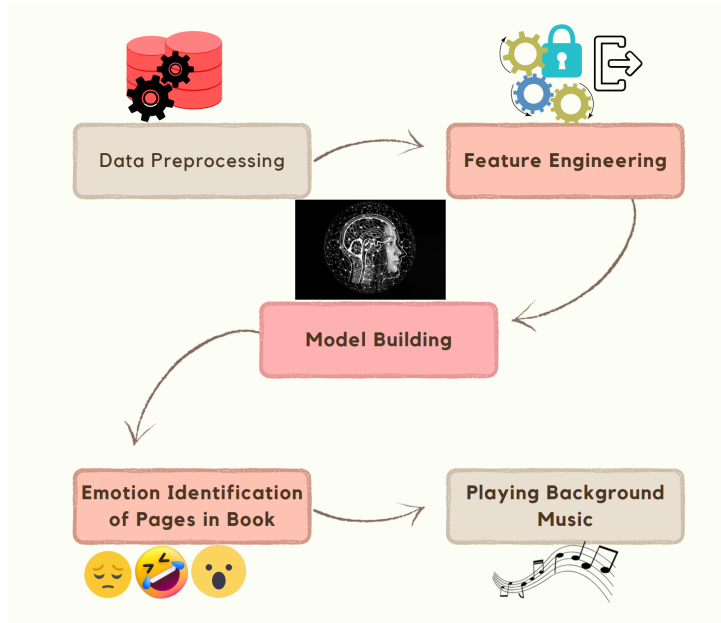 Data Preprocessing
Feature Engineering
Model Building
Emotion Identification
of Pages in Book
Playing Background
Music